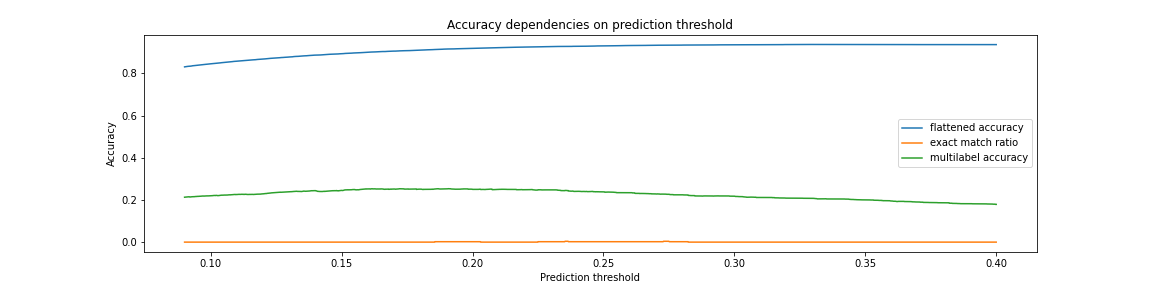 Accuracy dependencies on prediction threshold
Accuracy
0.8
0.6
0.4
0.2
0.0
flattened accuracy
exact match ratio
multilabel accuracy
0.10 0.15 0.20 0.25 0.30 0.35 0.40
Prediction threshold